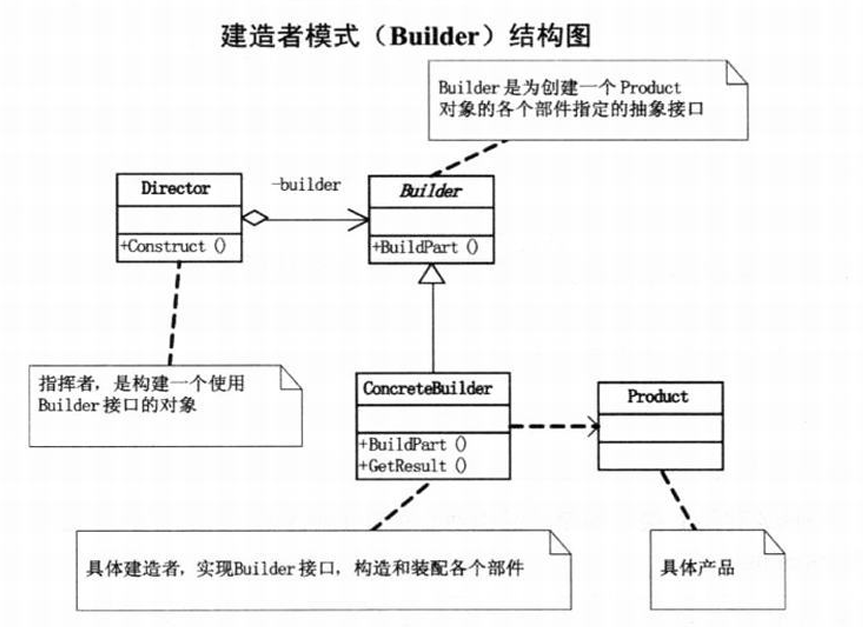 建造者模式（Builder）结构图
Builder是为创建一个Product
对象的各个部件指定的抽象接口
Director
-builder
Builder
+Construct ()
+BuildPart ()
指挥者，是构建一个使用
Builder接口的对象
ConcreteBuilder
Product
+BuildPart ()
+GetResult ()
具体建造者，实现Builder接口，构造和装配各个部件
具体产品